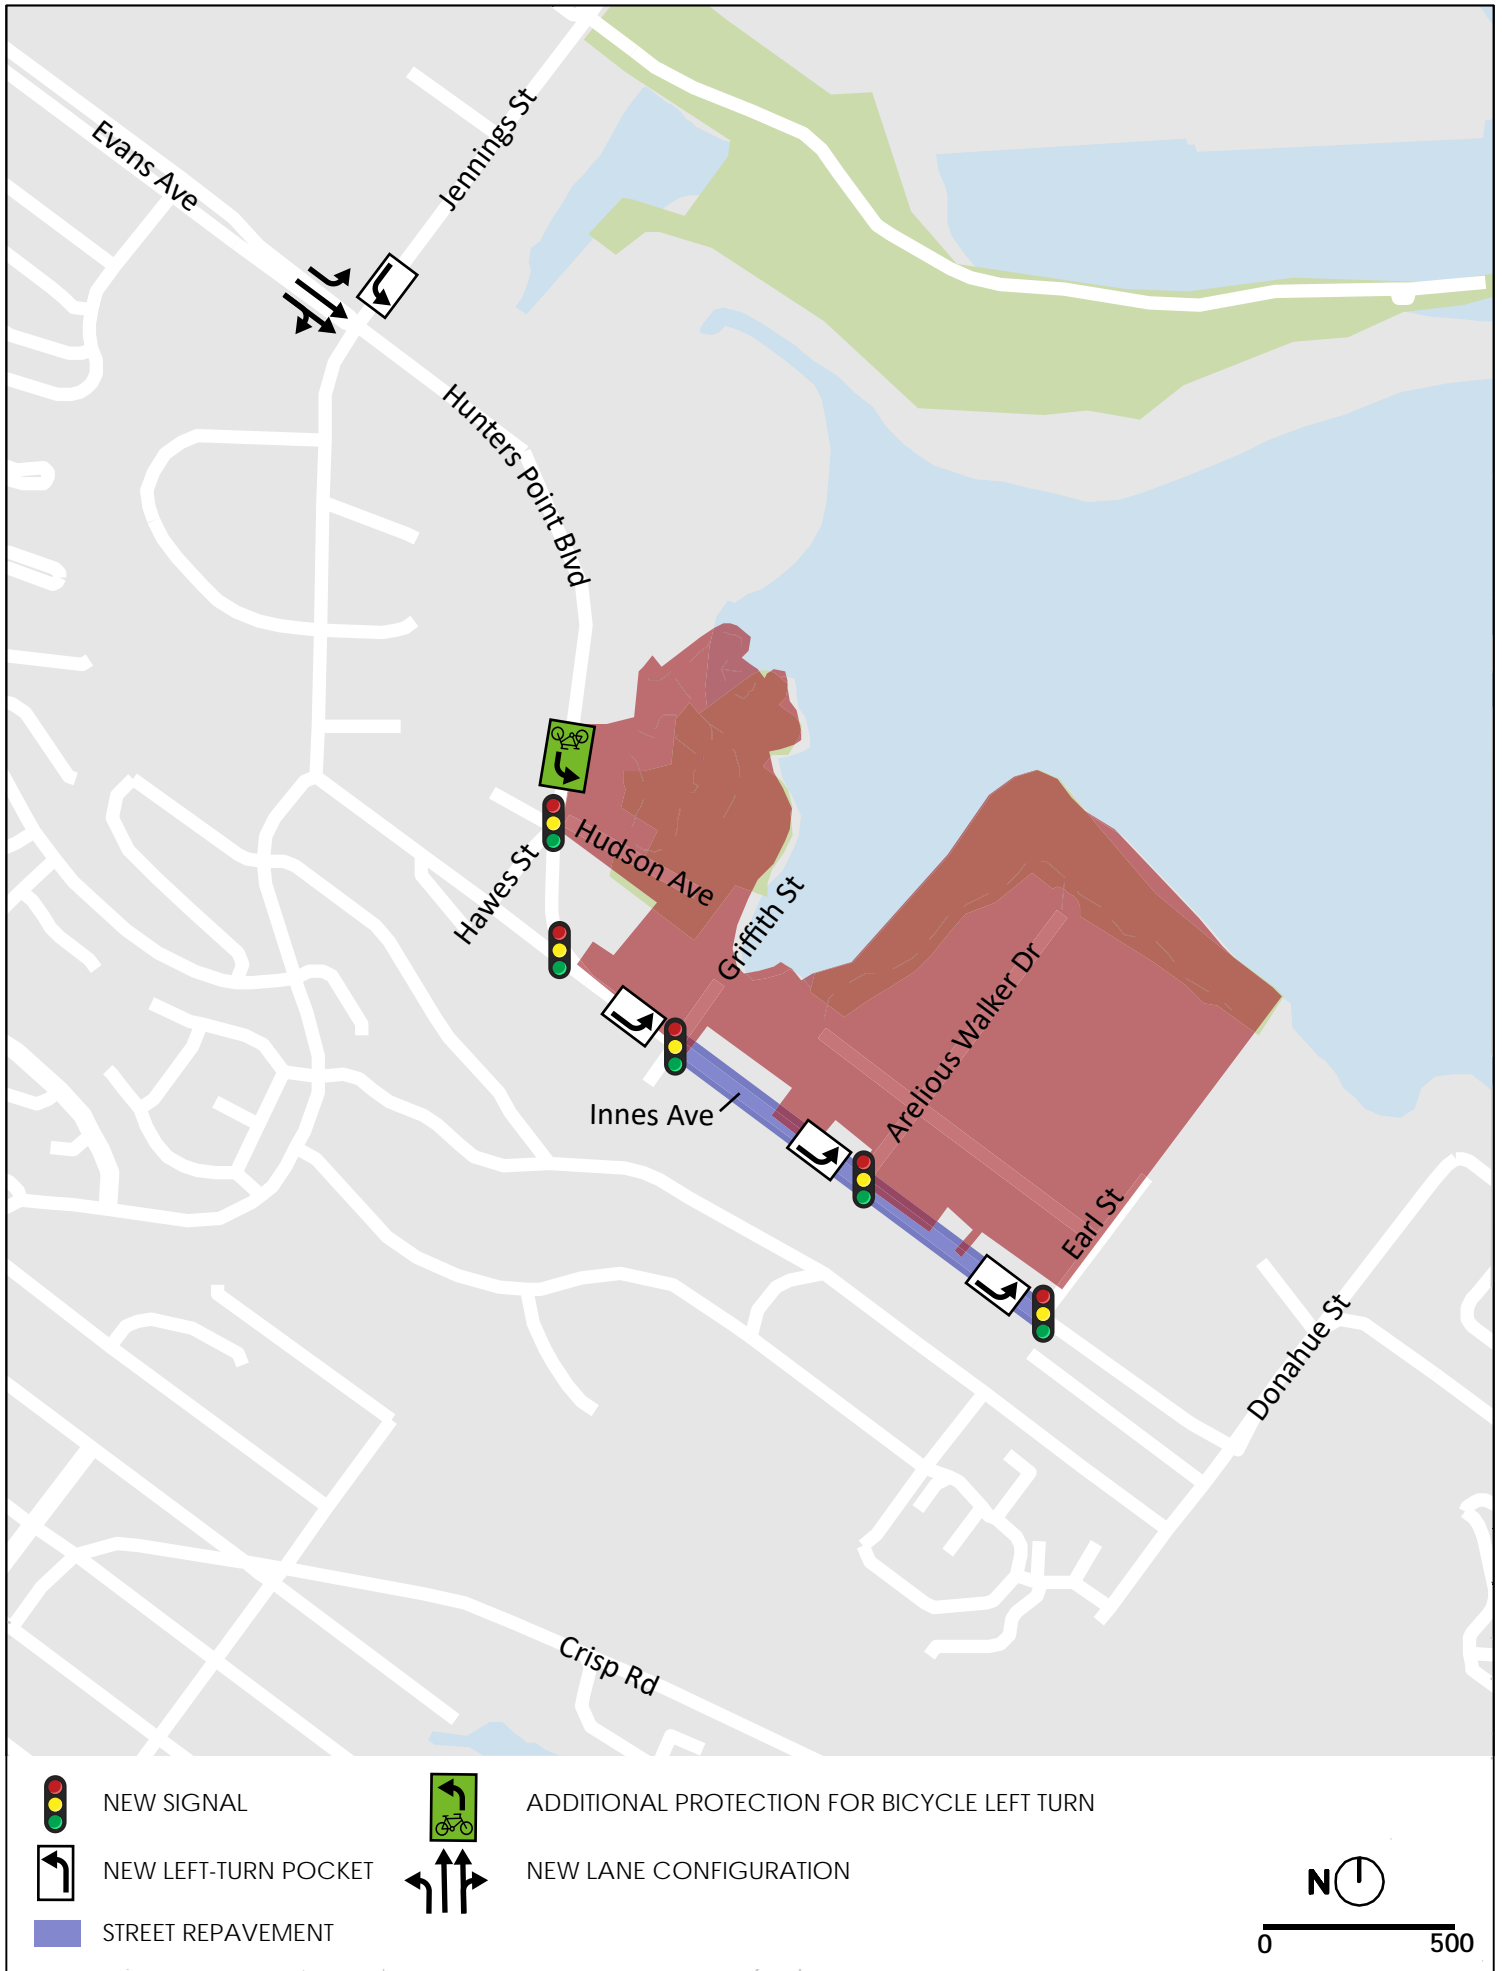 Evans Ave
Jennings St
Hunters Point Blvd
Hudson Ave
Hawes St
Griffith St
Arelious Walker Dr
Innes Ave
Earl St
Donahue St
Crisp Rd
NEW SIGNAL
ADDITIONAL PROTECTION FOR BICYCLE LEFT TURN
NEW LEFT-TURN POCKET
NEW LANE CONFIGURATION
STREET REPAVEMENT
N
0 500